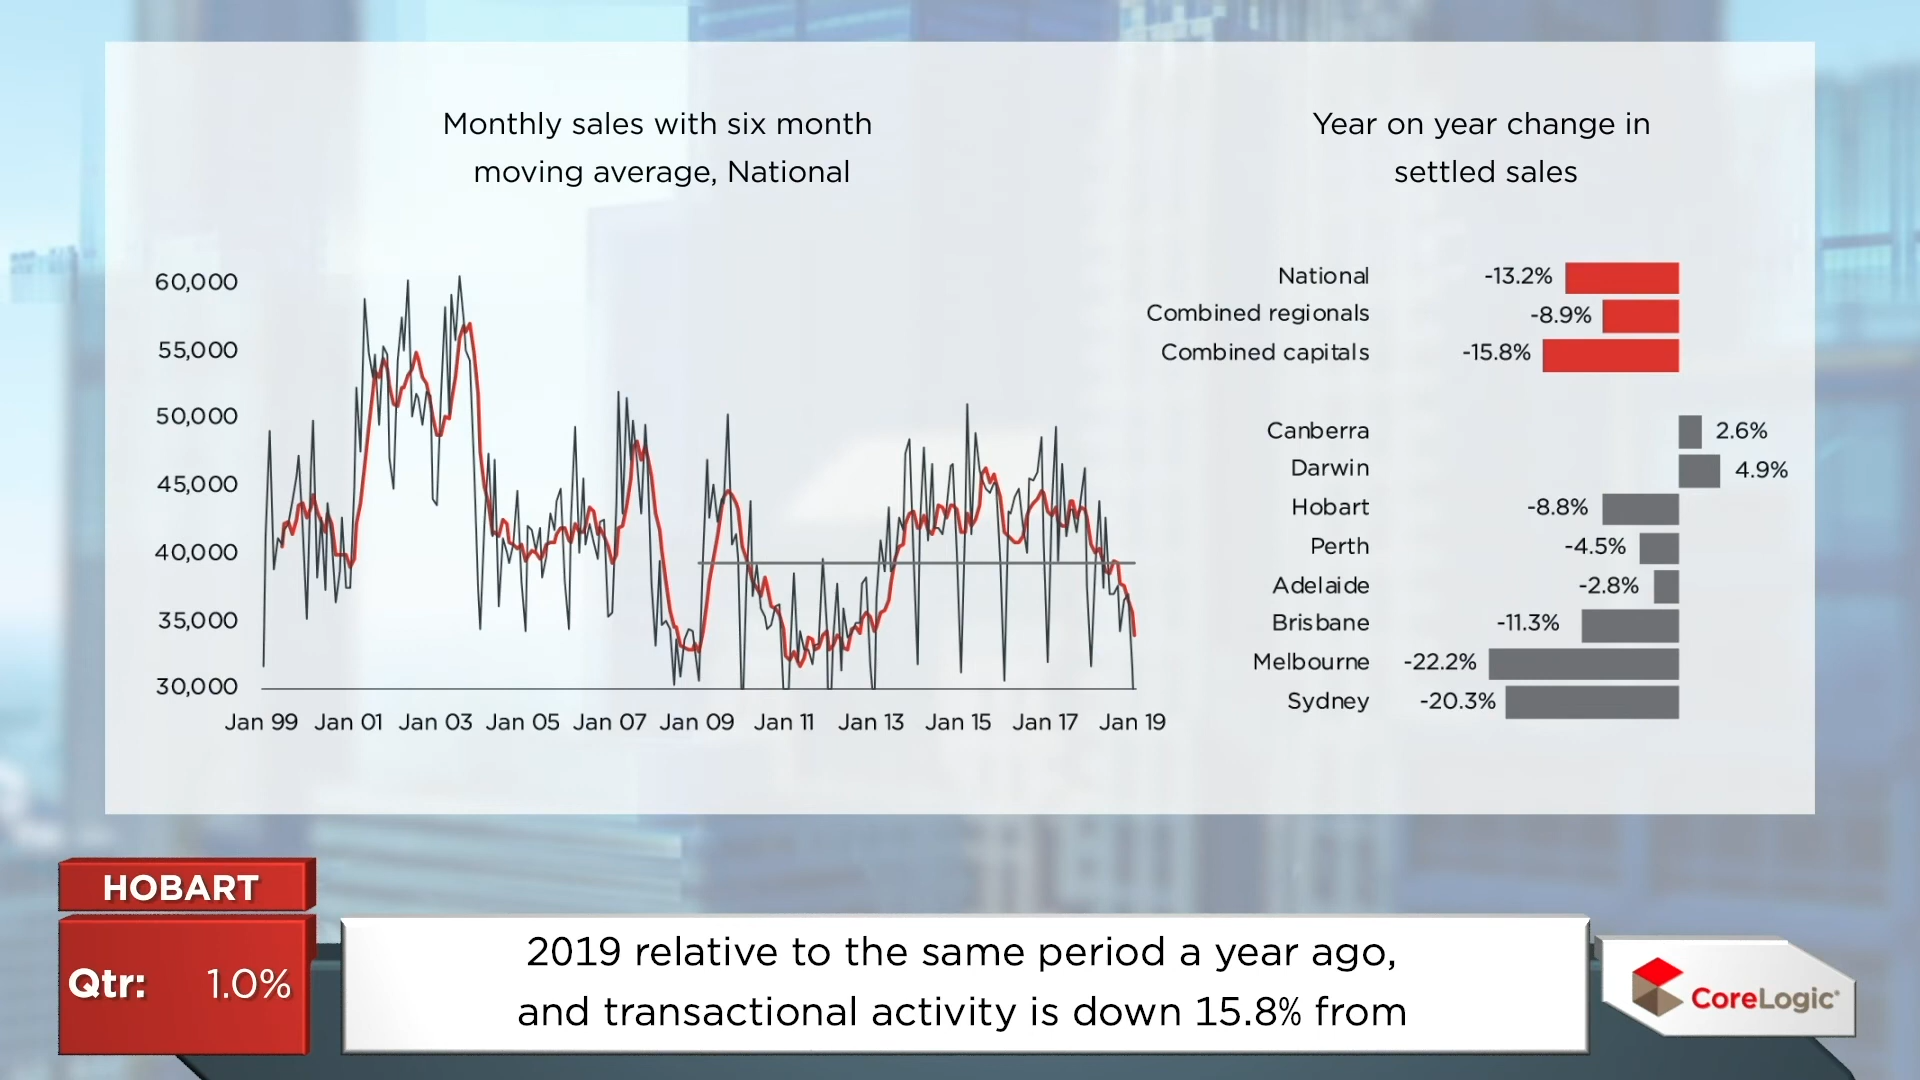 Monthly sales with six month
moving average, National
60,000
55,000
50,000
45,000
40,000
35,000
30,000
Jan 99 Jan 01 Jan 03 Jan 05 Jan 07 Jan 09 Jan 11 Jan 13 Jan 15 Jan 17 Jan 19
Year on year change in
settled sales
National -13.2%
Combined regionals -8.9%
Combined capitals -15.8%
Canberra 2.6%
Darwin 4.9%
Hobart -8.8%
Perth -4.5%
Adelaide -2.8%
Brisbane -11.3%
Melbourne -22.2%
Sydney -20.3%
HOBART
Qtr: 1.0%
2019 relative to the same period a year ago,
and transactional activity is down 15.8% from
CoreLogic